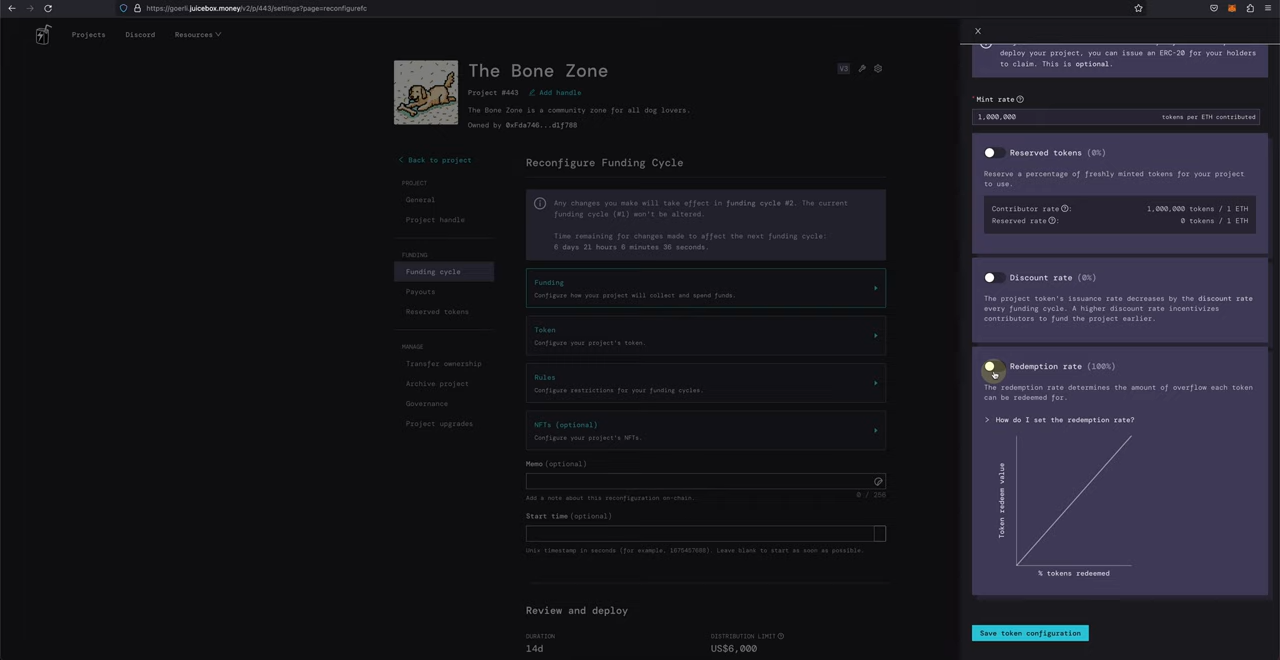 https://goerli.juicebox.money/v2/p/443/settings?page=reconfigurefc
Projects
Discord
Resources
The Bone Zone
V3
Project #443
Add handle
The Bone Zone is a community zone for all dog lovers.
Owned by 0xFda746...d1f788
Back to project
PROJECT
General
Project handle
FUNDING
Funding cycle
Payouts
Reserved tokens
MANAGE
Transfer ownership
Archive project
Governance
Project upgrades
Reconfigure Funding Cycle
Any changes you make will take effect in funding cycle #2. The current
funding cycle (#1) won't be altered.
Time remaining for changes made to affect the next funding cycle:
6 days 21 hours 6 minutes 36 seconds.
Funding
Configure how your project will collect and spend funds.
Token
Configure your project's token.
Rules
Configure restrictions for your funding cycles.
NFTs (optional)
Configure your project's NFTs.
Memo (optional)
0 / 256
Add a note about this reconfiguration on-chain.
Start time (optional)
Unix timestamp in seconds (for example, 1675457688). Leave blank to start as soon as possible.
Review and deploy
DURATION
14d
DISTRIBUTION LIMIT
US$6,000
deploy your project, you can issue an ERC-20 for your holders
to claim. This is optional.
* Mint rate
1,000,000
tokens per ETH contributed
Reserved tokens (0%)
Reserve a percentage of freshly minted tokens for your project
to use.
Contributor rate : 1,000,000 tokens / 1 ETH
Reserved rate : 0 tokens / 1 ETH
Discount rate (0%)
The project token's issuance rate decreases by the discount rate
every funding cycle. A higher discount rate incentivizes
contributors to fund the project earlier.
Redemption rate (100%)
The redemption rate determines the amount of overflow each token
can be redeemed for.
How do I set the redemption rate?
Token redeem value
% tokens redeemed
Save token configuration